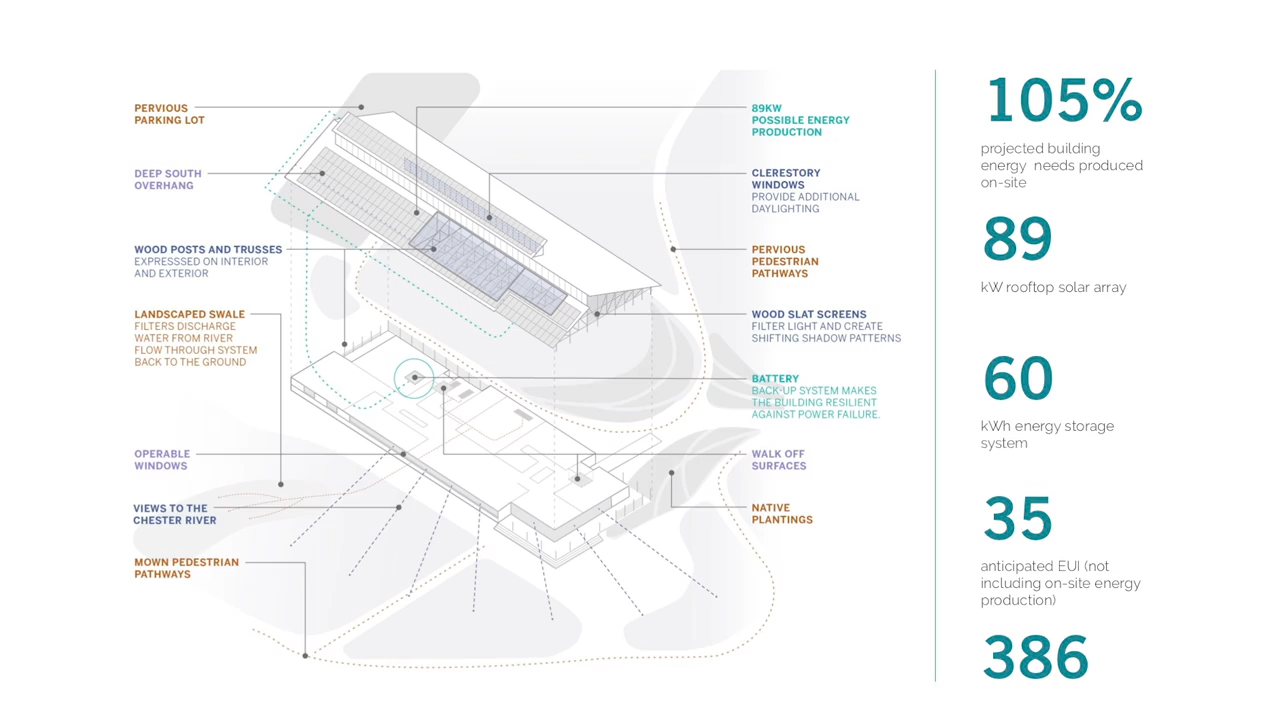 PERVIOUS
PARKING LOT
DEEP SOUTH
OVERHANG
WOOD POSTS AND TRUSSES
EXPRESSSED ON INTERIOR
AND EXTERIOR
LANDSCAPED SWALE
FILTERS DISCHARGE
WATER FROM RIVER
FLOW THROUGH SYSTEM
BACK TO THE GROUND
OPERABLE
WINDOWS
VIEWS TO THE
CHESTER RIVER
MOWN PEDESTRIAN
PATHWAYS
89KW
POSSIBLE ENERGY
PRODUCTION
CLERESTORY
WINDOWS
PROVIDE ADDITIONAL
DAYLIGHTING
PERVIOUS
PEDESTRIAN
PATHWAYS
WOOD SLAT SCREENS
FILTER LIGHT AND CREATE
SHIFTING SHADOW PATTERNS
BATTERY
BACK-UP SYSTEM MAKES
THE BUILDING RESILIENT
AGAINST POWER FAILURE.
WALK OFF
SURFACES
NATIVE
PLANTINGS
105%
projected building
energy needs produced
on-site
89
kW rooftop solar array
60
kWh energy storage
system
35
anticipated EUI (not
including on-site energy
production)
386